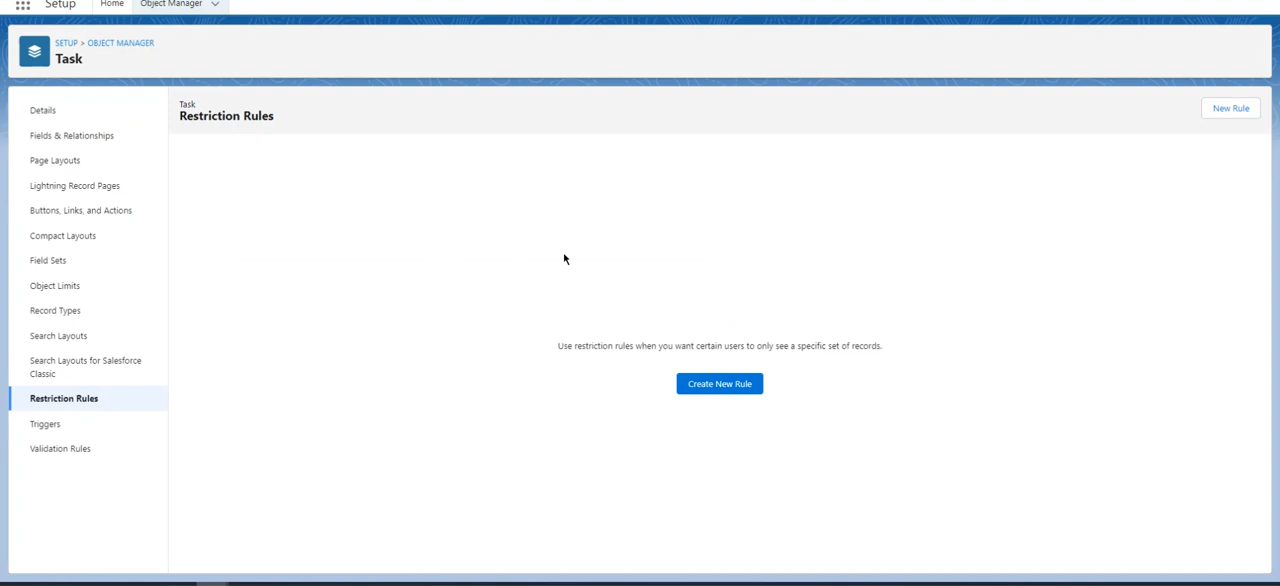 Setup
Home
Object Manager
SETUP > OBJECT MANAGER
Task
Details
Fields & Relationships
Page Layouts
Lightning Record Pages
Buttons, Links, and Actions
Compact Layouts
Field Sets
Object Limits
Record Types
Search Layouts
Search Layouts for Salesforce
Classic
Restriction Rules
Triggers
Validation Rules
Task
Restriction Rules
New Rule
Use restriction rules when you want certain users to only see a specific set of records.
Create New Rule